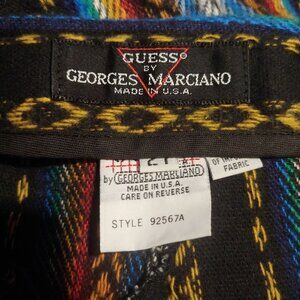 GUESS®
BY
GEORGES MARCIANO
MADE IN U.S.A.
by GEORGES MARCIANO
MADE IN U.S.A.
CARE ON REVERSE
STYLE 92567A
FABRIC